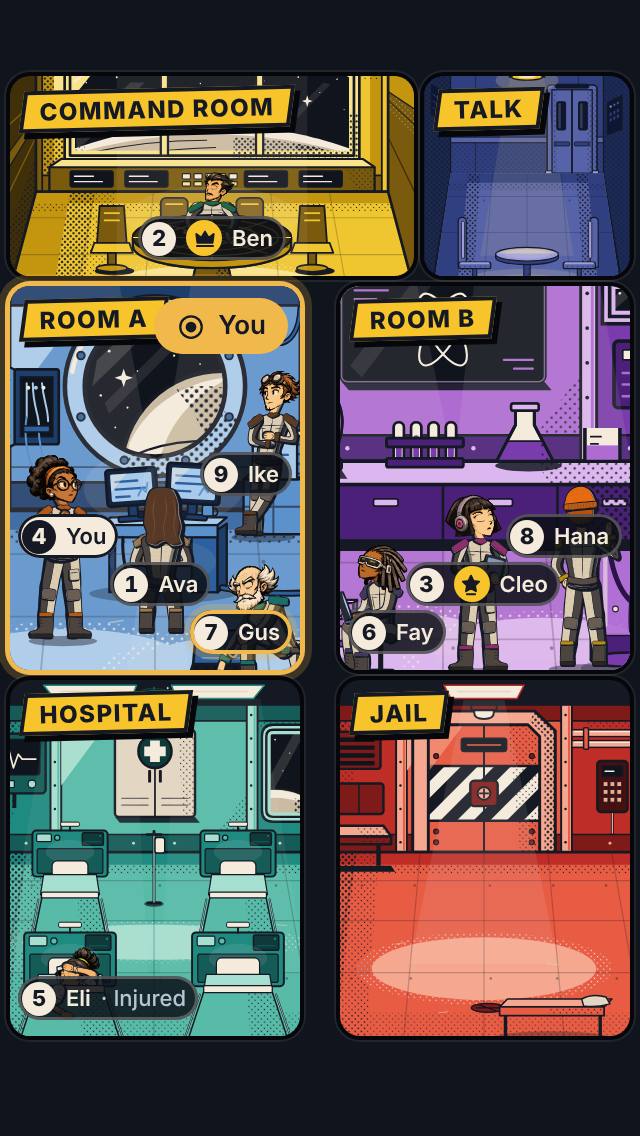 COMMAND ROOM
TALK
2 Ben
ROOM A
You
ROOM B
9 Ike
4 You
8 Hana
1 Ava
3 Cleo
7 Gus
6 Fay
HOSPITAL
JAIL
5 Eli · Injured